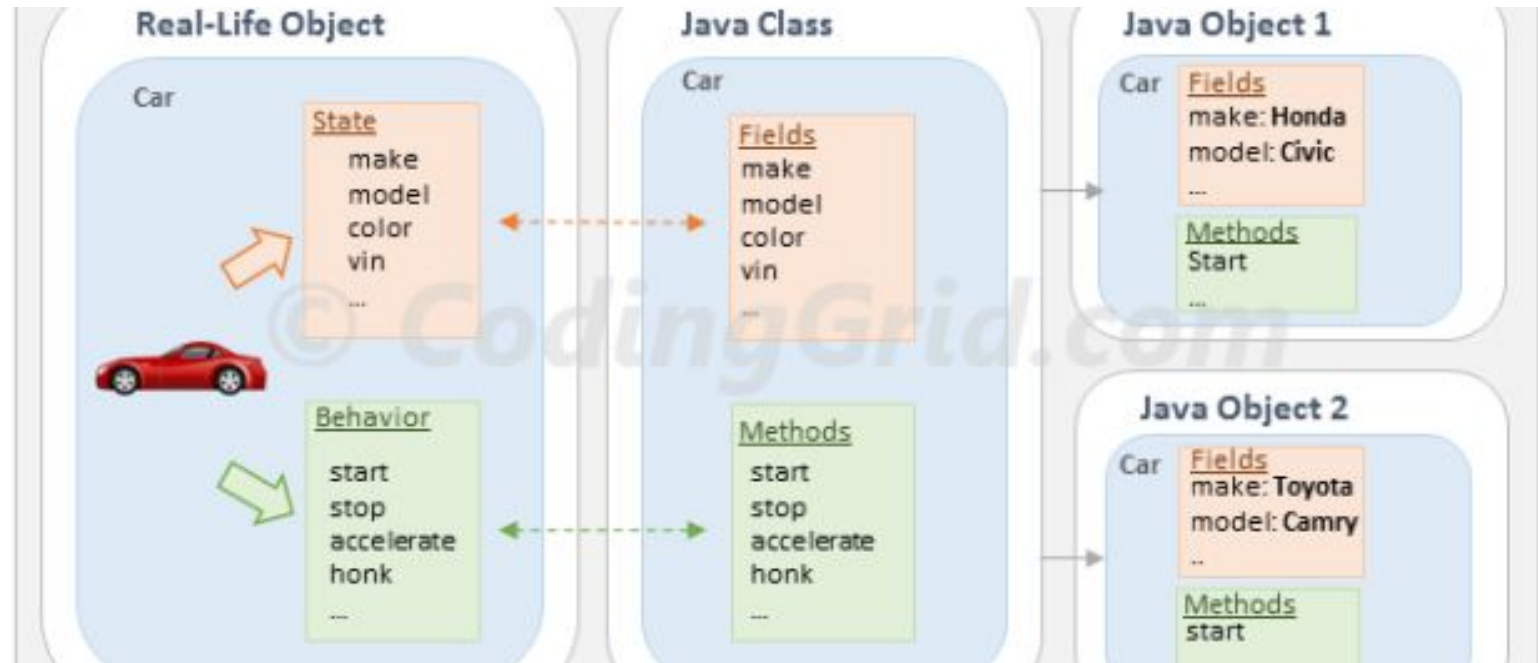 Real-Life Object
Car
State
make
model
color
vin
...
Behavior
start
stop
accelerate
honk
...
Java Class
Car
Fields
make
model
color
vin
...
Methods
start
stop
accelerate
honk
...
Java Object 1
Car
Fields
make: Honda
model: Civic
...
Methods
Start
...
Java Object 2
Car
Fields
make: Toyota
model: Camry
..
Methods
start
© CodingGrid.com